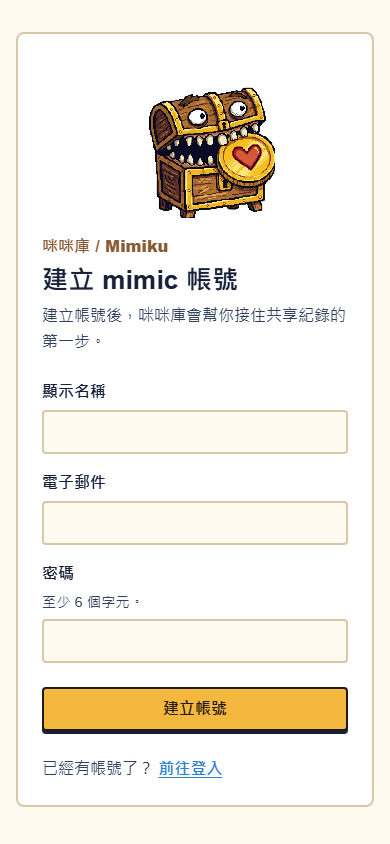 咪咪庫 / Mimiku
建立 mimic 帳號
建立帳號後，咪咪庫會幫你接住共享紀錄的
第一步。
顯示名稱
電子郵件
密碼
至少 6 個字元。
建立帳號
已經有帳號了？ 前往登入